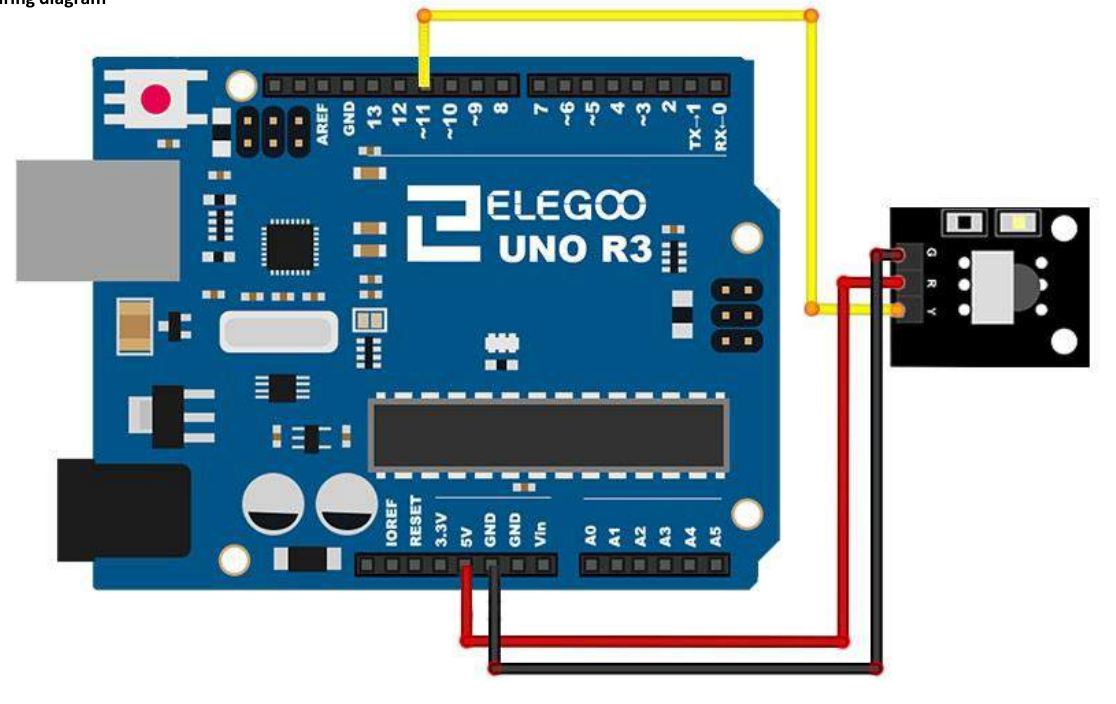 ring diagram
AREF
GND
13
12
~11
~10
~9
8
7
~6
~5
4
~3
2
TX→1
RX←0
ELEGOO
UNO R3
G
R
Y
IOREF
RESET
3.3V
5V
GND
GND
Vin
A0
A1
A2
A3
A4
A5